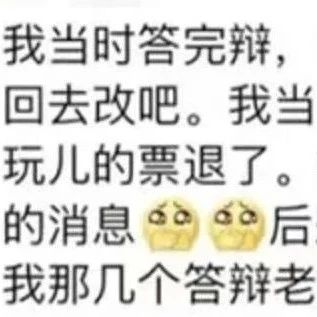 我当时答完辩，
回去改吧。我当
玩儿的票退了。
的消息🥺🥺后
我那几个答辩老